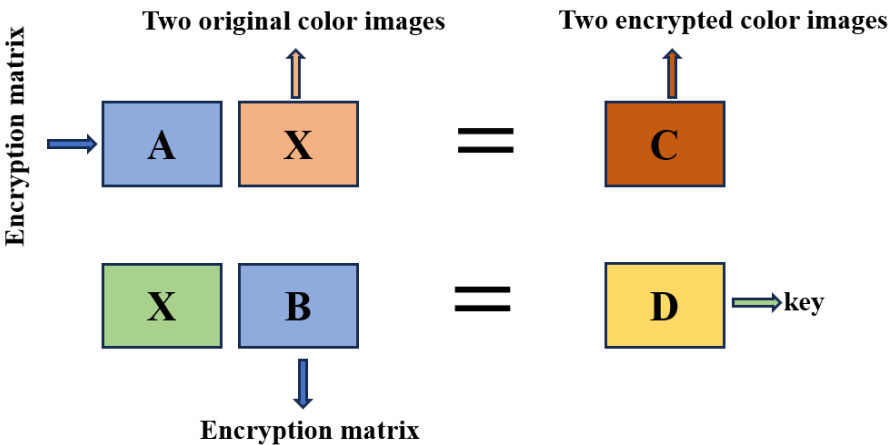 Two original color images
Two encrypted color images
Encryption matrix
A X = C
X B = D
key
Encryption matrix